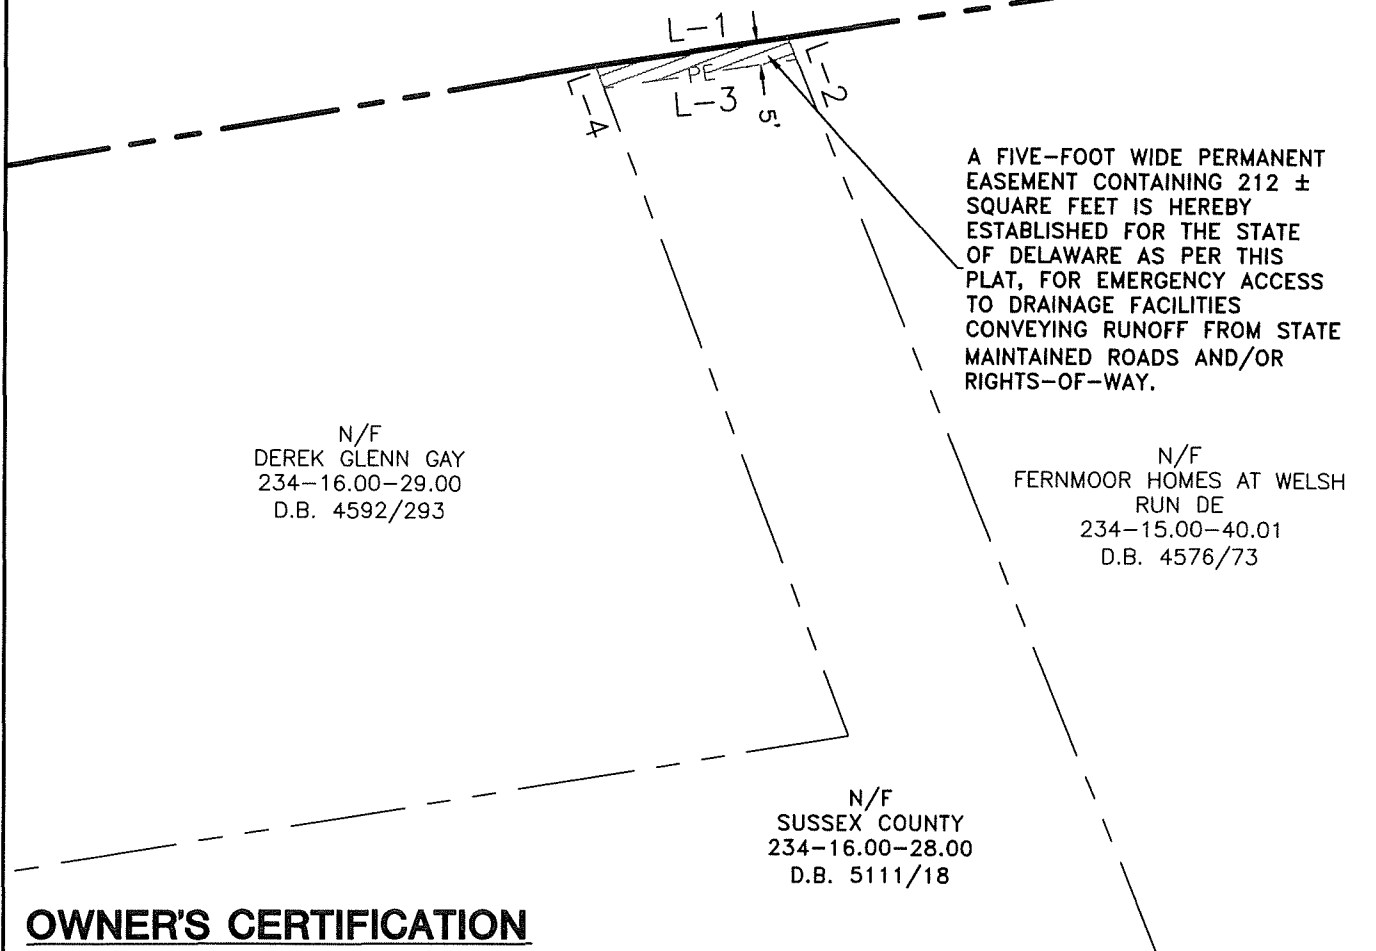 L-1
L-2
PE
L-3
L-4
5'
A FIVE-FOOT WIDE PERMANENT
EASEMENT CONTAINING 212 ±
SQUARE FEET IS HEREBY
ESTABLISHED FOR THE STATE
OF DELAWARE AS PER THIS
PLAT, FOR EMERGENCY ACCESS
TO DRAINAGE FACILITIES
CONVEYING RUNOFF FROM STATE
MAINTAINED ROADS AND/OR
RIGHTS-OF-WAY.
N/F
DEREK GLENN GAY
234-16.00-29.00
D.B. 4592/293
N/F
FERNMOOR HOMES AT WELSH
RUN DE
234-15.00-40.01
D.B. 4576/73
N/F
SUSSEX COUNTY
234-16.00-28.00
D.B. 5111/18
OWNER'S CERTIFICATION